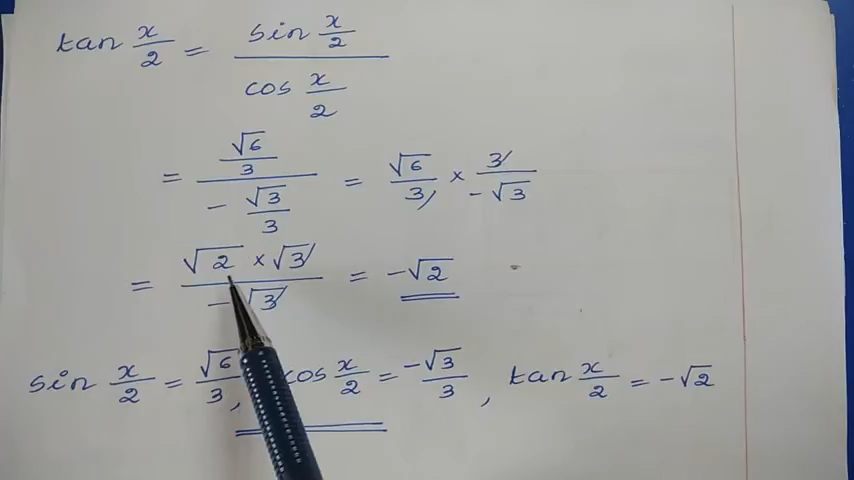 tan x/2 = sin x/2 / cos x/2
= √6/3 / -√3/3 = √6/3 × 3/-√3
= √2 × √3 / -√3 = -√2
sin x/2 = √6/3, cos x/2 = -√3/3, tan x/2 = -√2